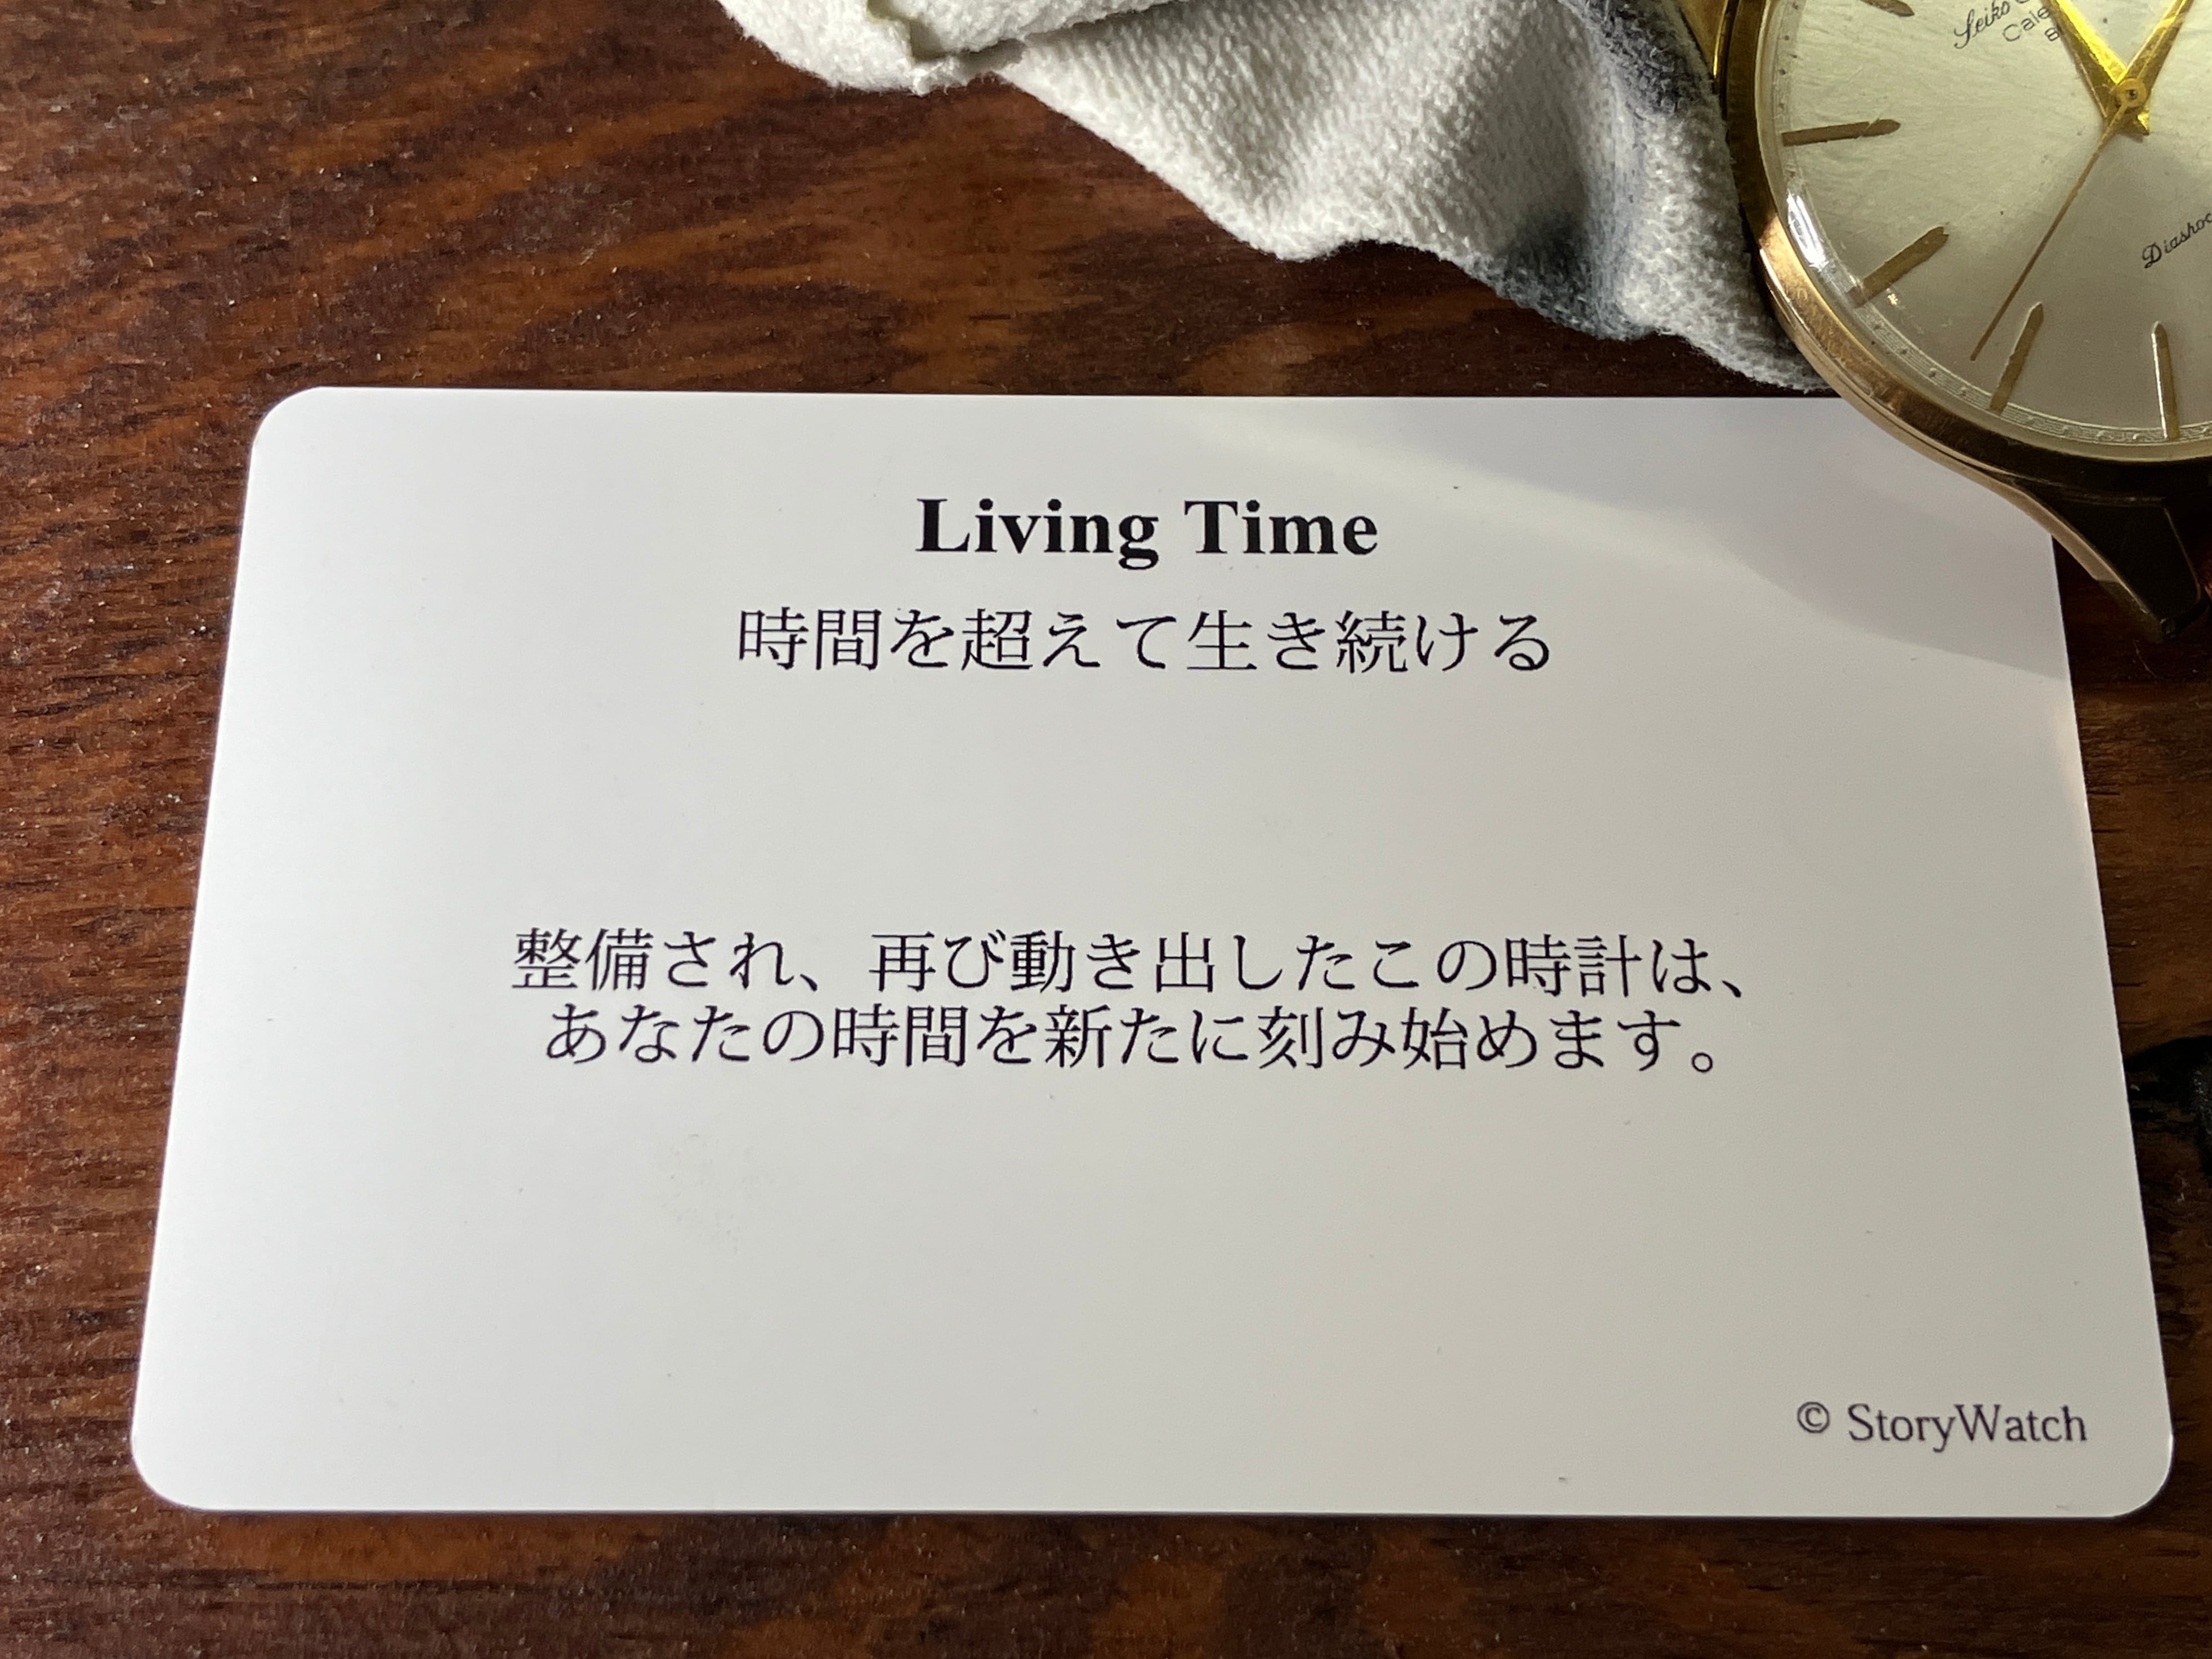 Seiko
Living Time
時間を超えて生き続ける
整備され、再び動き出したこの時計は、
あなたの時間を新たに刻み始めます。
© StoryWatch